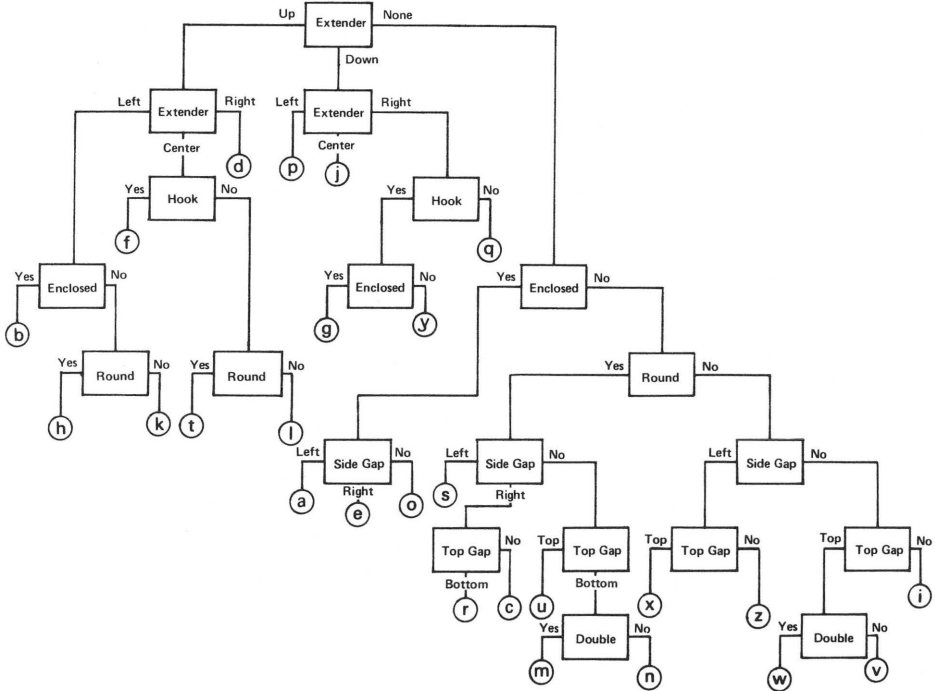 Up Extender None
Down
Left Extender Right Left Extender Right
Center d p Center j
Yes Hook No Yes Hook No
f q
Yes Enclosed No Yes Enclosed No Yes Enclosed No
b g y
Yes Round No Yes Round No Yes Round No
h k t l
Left Side Gap No Left Side Gap No Left Side Gap No
a Right e o s Right
Top Gap No Top Top Gap No Top Top Gap No Top Top Gap No
Bottom r c u Bottom x z i
Yes Double No Yes Double No
m n w v